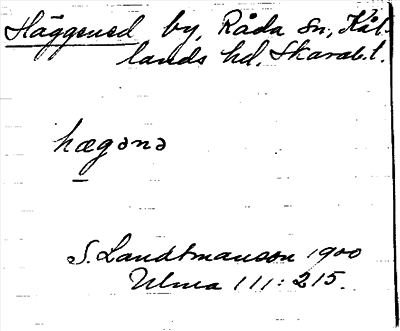 Häggened by, Råda sn, Kål-
lands hd, Skarab.l.
hægənə
S. Landtmanson 1900
Ulma 111:215.